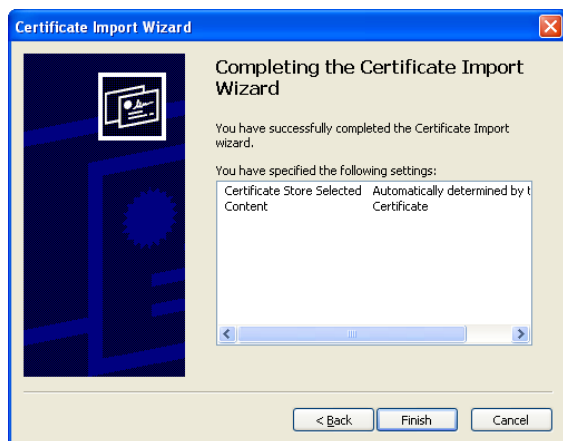 Certificate Import Wizard
Completing the Certificate Import
Wizard
You have successfully completed the Certificate Import
wizard.
You have specified the following settings:
Certificate Store Selected Automatically determined by t
Content Certificate
< Back Finish Cancel